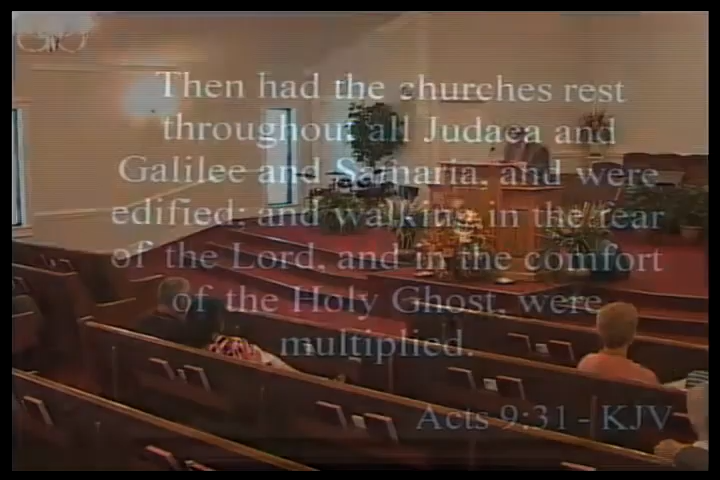 Then had the churches rest
throughout all Judaea and
Galilee and Samaria, and were
edified; and walking in the fear
of the Lord, and in the comfort
of the Holy Ghost, were
multiplied.
Acts 9:31 - KJV